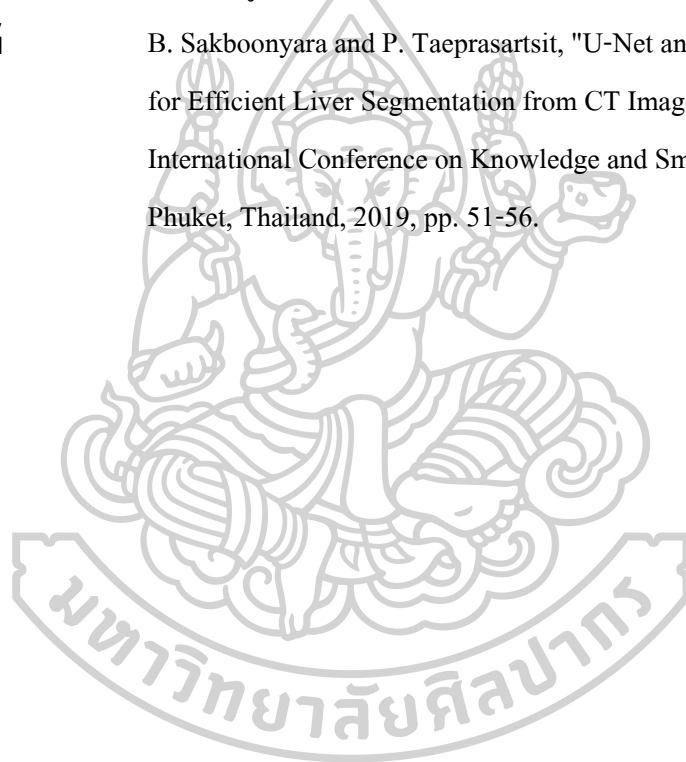 B. Sakboonyara and P. Taeprasartsit, "U-Net an
for Efficient Liver Segmentation from CT Imag
International Conference on Knowledge and Sm
Phuket, Thailand, 2019, pp. 51-56.
มหาวิทยาลัยศิลปากร